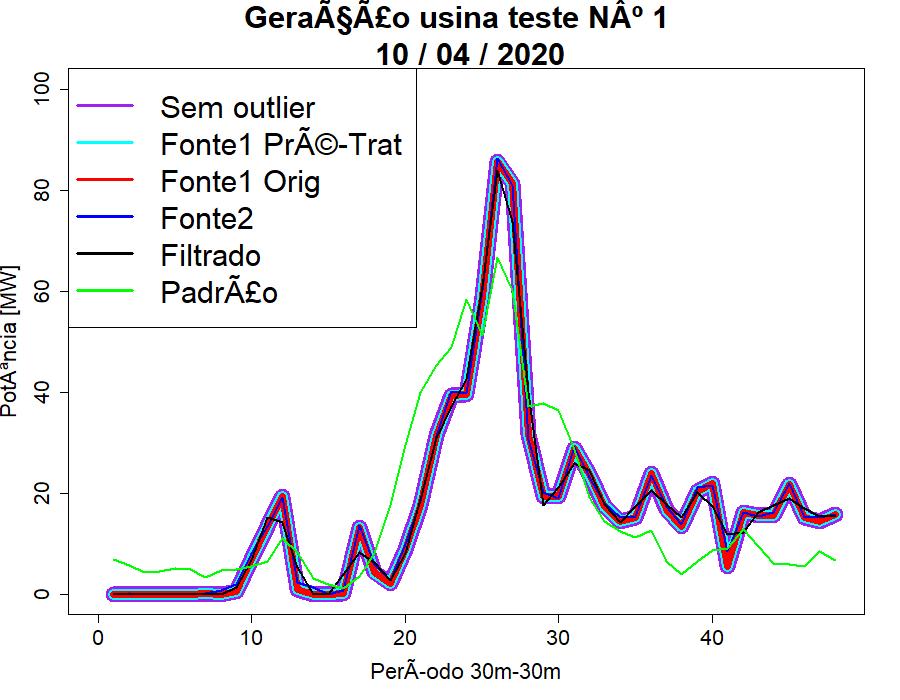 GeraÃ§Ã£o usina teste NÂº 1
10 / 04 / 2020
Sem outlier
Fonte1 PrÃ©-Trat
Fonte1 Orig
Fonte2
Filtrado
PadrÃ£o
PotÃªncia [MW]
100
80
60
40
20
0
0 10 20 30 40
PerÃ-odo 30m-30m